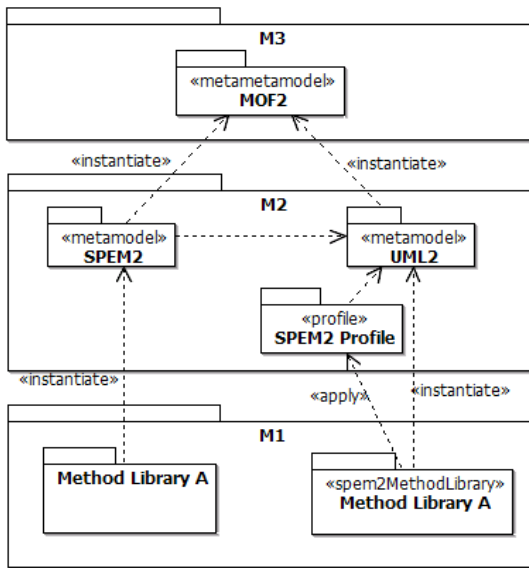 M3
«metametamodel»
MOF2
«instantiate»
«instantiate»
M2
«metamodel»
SPEM2
«metamodel»
UML2
«profile»
SPEM2 Profile
«instantiate»
«apply»
«instantiate»
M1
Method Library A
«spem2MethodLibrary»
Method Library A